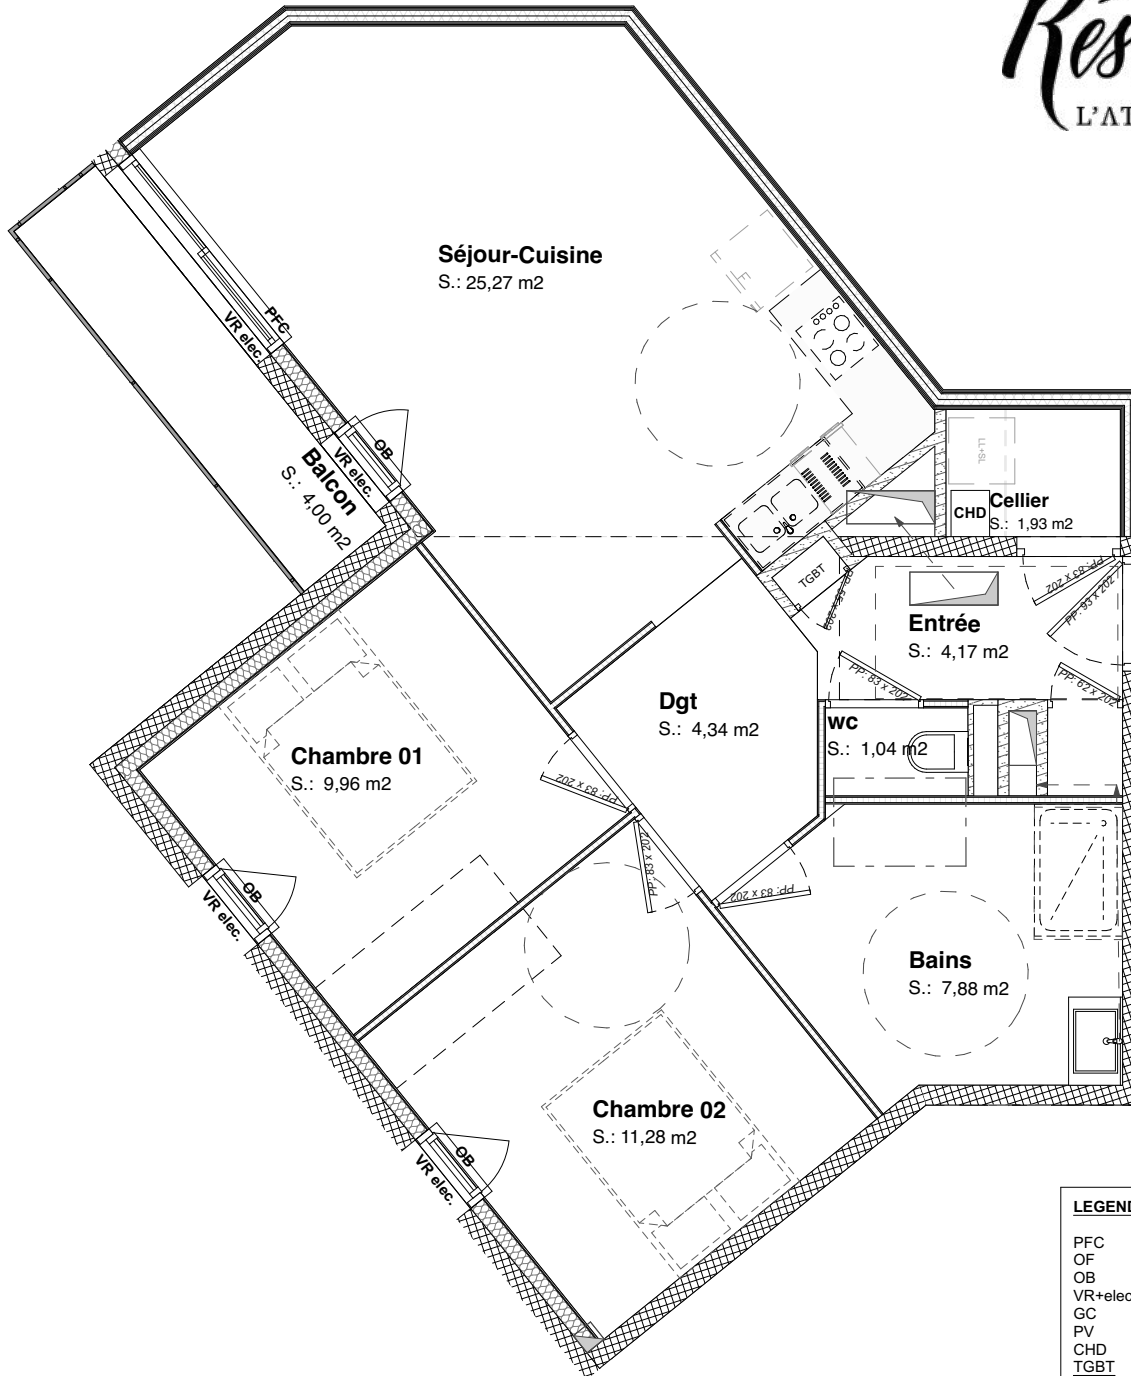 Rés
L'AT
Séjour-Cuisine
S.: 25,27 m2
PFC
VR elec.
OB
VR elec.
Balcon
S.: 4,00 m2
LL+SL
CHD
Cellier
S.: 1,93 m2
TGBT
PP: 83 x 202
PP: 93 x 202
Entrée
S.: 4,17 m2
PP: 83 x 202
Dgt
S.: 4,34 m2
wc
S.: 1,04 m2
Chambre 01
S.: 9,96 m2
PP: 83 x 202
PP: 83 x 202
PP: 83 x 202
OB
VR elec.
Bains
S.: 7,88 m2
Chambre 02
S.: 11,28 m2
OB
VR elec.
LEGEND
PFC
OF
OB
VR+elec
GC
PV
CHD
TGBT